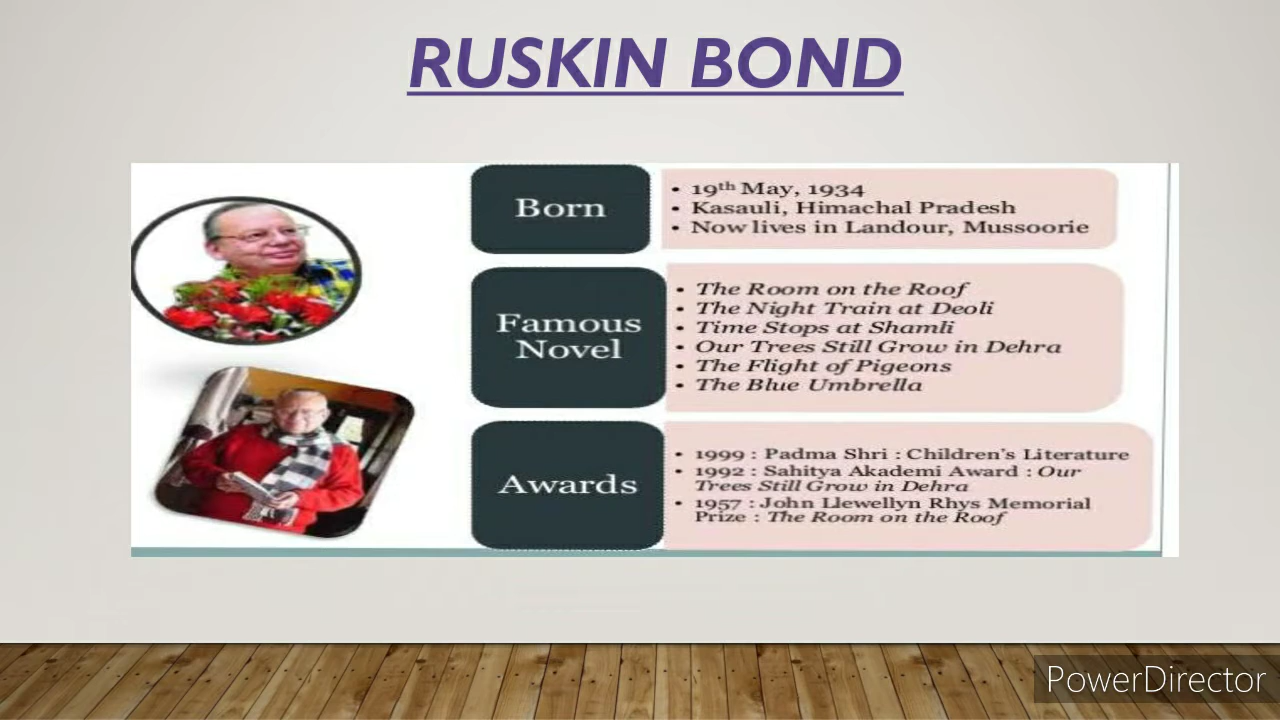 RUSKIN BOND
Born
• 19th May, 1934
• Kasauli, Himachal Pradesh
• Now lives in Landour, Mussoorie
Famous
Novel
• The Room on the Roof
• The Night Train at Deoli
• Time Stops at Shamli
• Our Trees Still Grow in Dehra
• The Flight of Pigeons
• The Blue Umbrella
Awards
• 1999 : Padma Shri : Children's Literature
• 1992 : Sahitya Akademi Award : Our
Trees Still Grow in Dehra
• 1957 : John Llewellyn Rhys Memorial
Prize : The Room on the Roof
PowerDirector